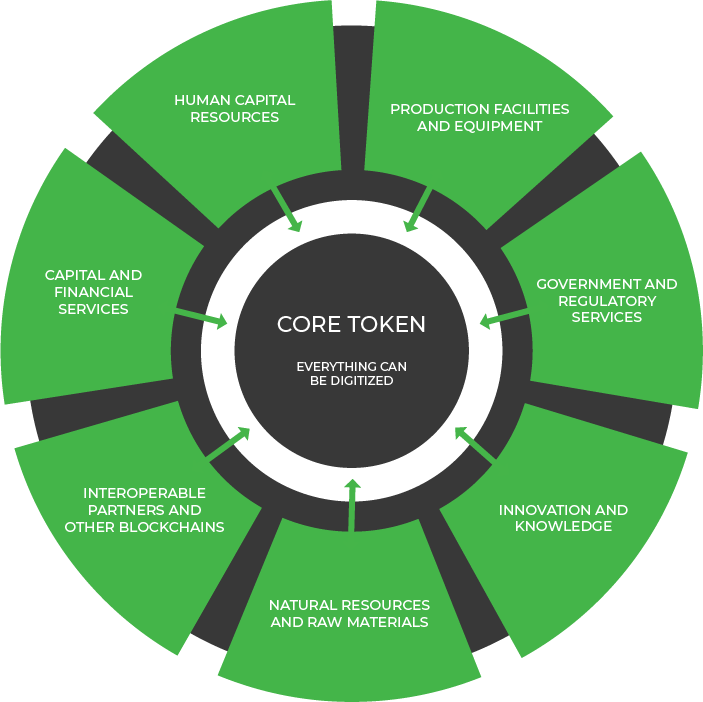 HUMAN CAPITAL
RESOURCES
PRODUCTION FACILITIES
AND EQUIPMENT
CAPITAL AND
FINANCIAL
SERVICES
GOVERNMENT AND
REGULATORY
SERVICES
CORE TOKEN
EVERYTHING CAN
BE DIGITIZED
INTEROPERABLE
PARTNERS AND
OTHER BLOCKCHAINS
INNOVATION AND
KNOWLEDGE
NATURAL RESOURCES
AND RAW MATERIALS